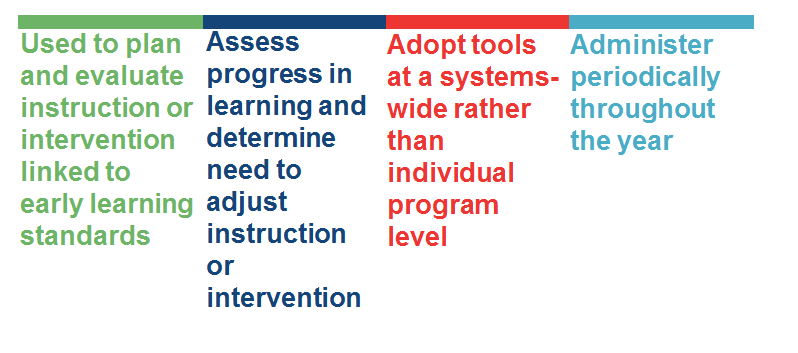 Used to plan
and evaluate
instruction or
intervention
linked to
early learning
standards
Assess
progress in
learning and
determine
need to
adjust
instruction
or
intervention
Adopt tools
at a systems-
wide rather
than
individual
program
level
Administer
periodically
throughout
the year